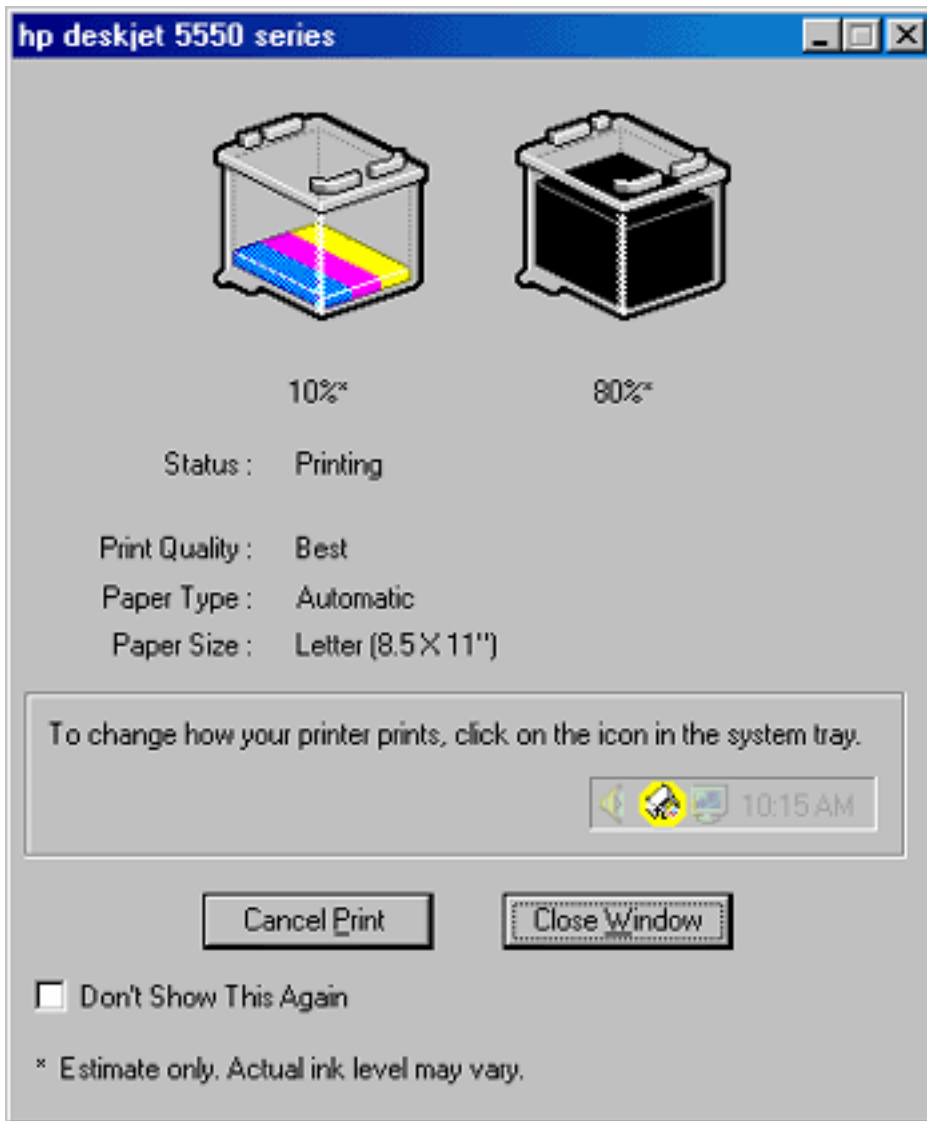 hp deskjet 5550 series
10%* 80%*
Status : Printing
Print Quality : Best
Paper Type : Automatic
Paper Size : Letter (8.5 X 11")
To change how your printer prints, click on the icon in the system tray.
10:15 AM
Cancel Print Close Window
Don't Show This Again
* Estimate only. Actual ink level may vary.